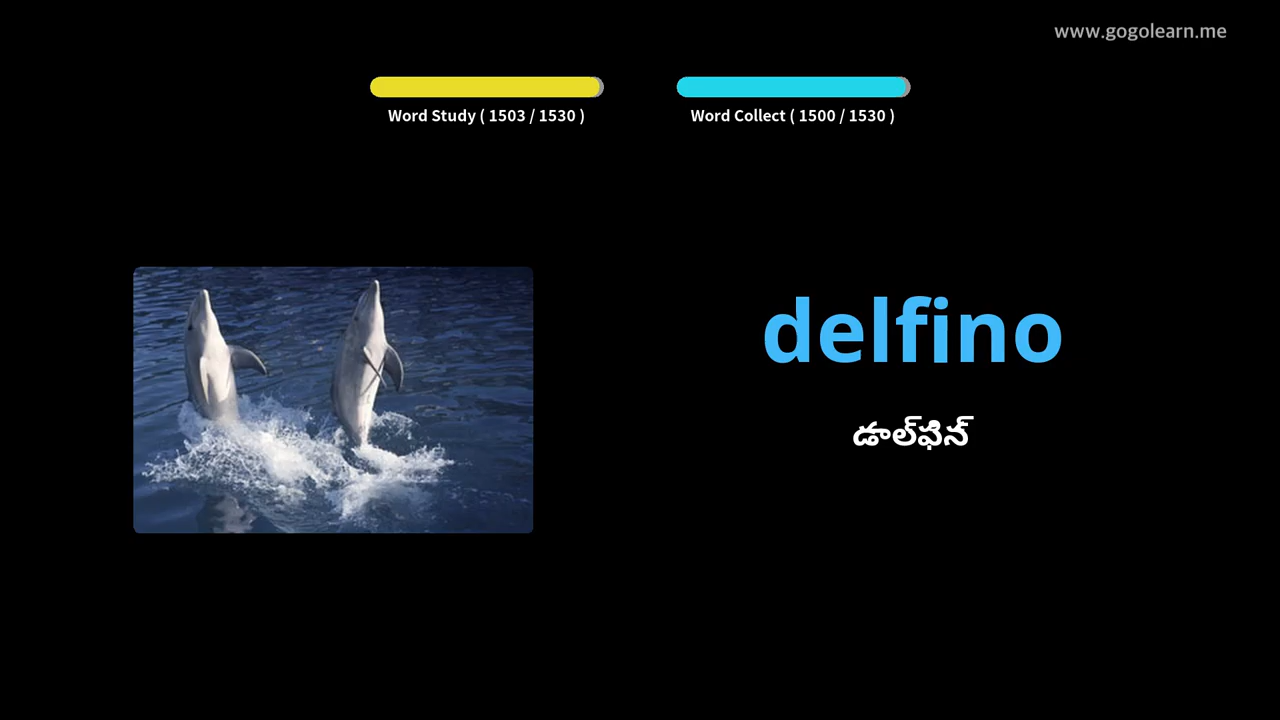 www.gogolearn.me
Word Study ( 1503 / 1530 )
Word Collect ( 1500 / 1530 )
delfino
డాల్ఫిన్